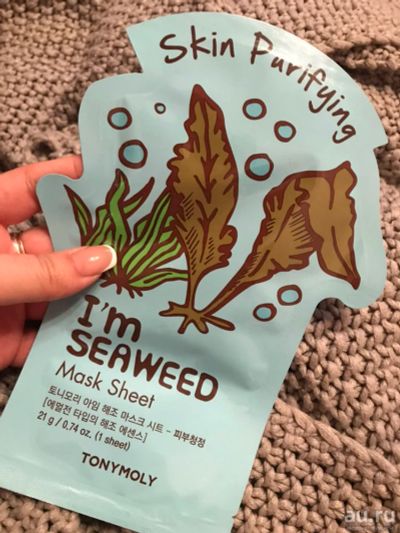 Skin Purifying
I'm
SEAWEED
Mask Sheet
토니모리 아임 해조 마스크 시트 - 피부청정
[에멀전 타입의 해조 에센스]
21 g / 0.74 oz. (1 sheet)
TONYMOLY
au.ru